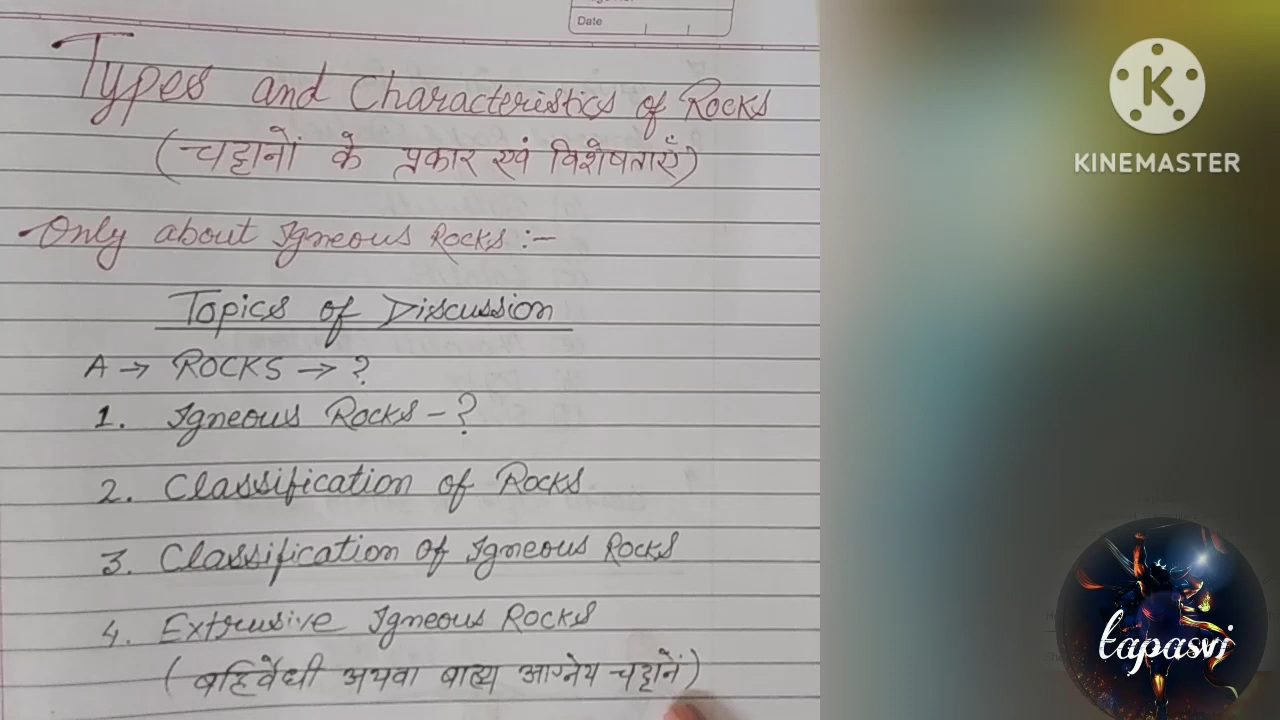 Date
Types and Characteristics of Rocks
(चट्टानों के प्रकार एवं विशेषताएँ)
Only about Igneous Rocks :-
Topics of Discussion
A → ROCKS → ?
1. Igneous Rocks - ?
2. Classification of Rocks
3. Classification of Igneous Rocks
4. Extrusive Igneous Rocks
(बहिर्वेधी अथवा बाह्य आग्नेय चट्टानें)
K
KINEMASTER
tapasvi